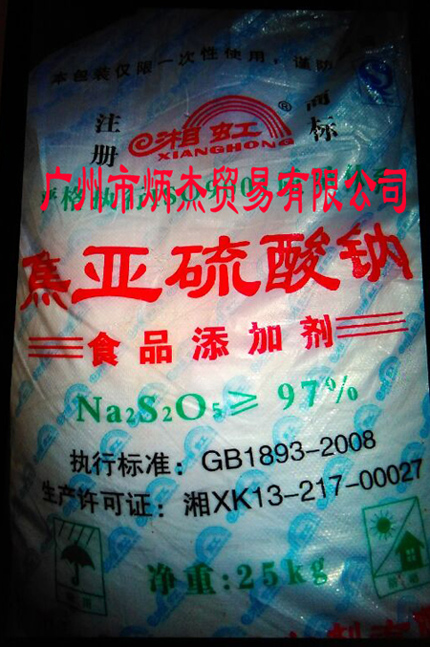 本包装仅限一次性使用,谨防
注册
湘虹
®
商标
XIANGHONG
广州市炳杰贸易有限公司
焦亚硫酸钠
食品添加剂
Na₂S₂O₅≥ 97%
执行标准：GB1893-2008
生产许可证：湘XK13-217-00027
净重:25kg